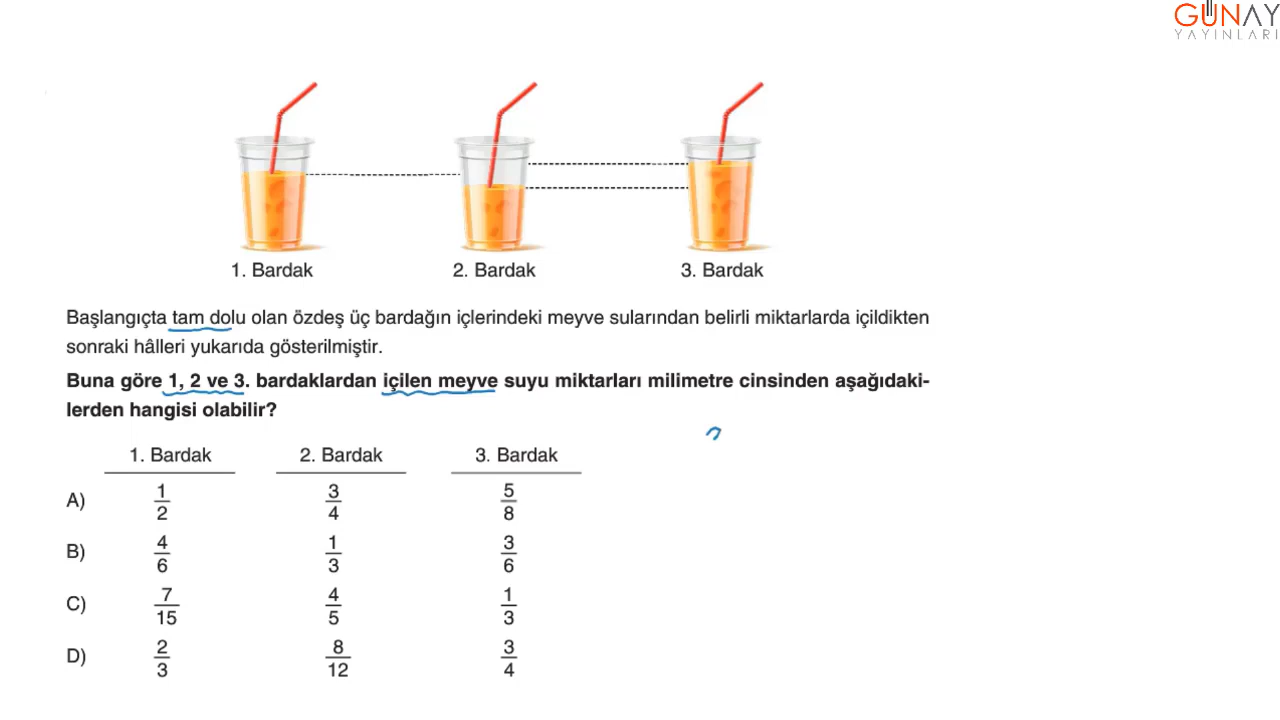 GÜNAY
YAYINLARI
1. Bardak 2. Bardak 3. Bardak
Başlangıçta tam dolu olan özdeş üç bardağın içlerindeki meyve sularından belirli miktarlarda içildikten
sonraki hâlleri yukarıda gösterilmiştir.
Buna göre 1, 2 ve 3. bardaklardan içilen meyve suyu miktarları milimetre cinsinden aşağıdaki-
lerden hangisi olabilir?
1. Bardak 2. Bardak 3. Bardak
A) 1/2 3/4 5/8
B) 4/6 1/3 3/6
C) 7/15 4/5 1/3
D) 2/3 8/12 3/4